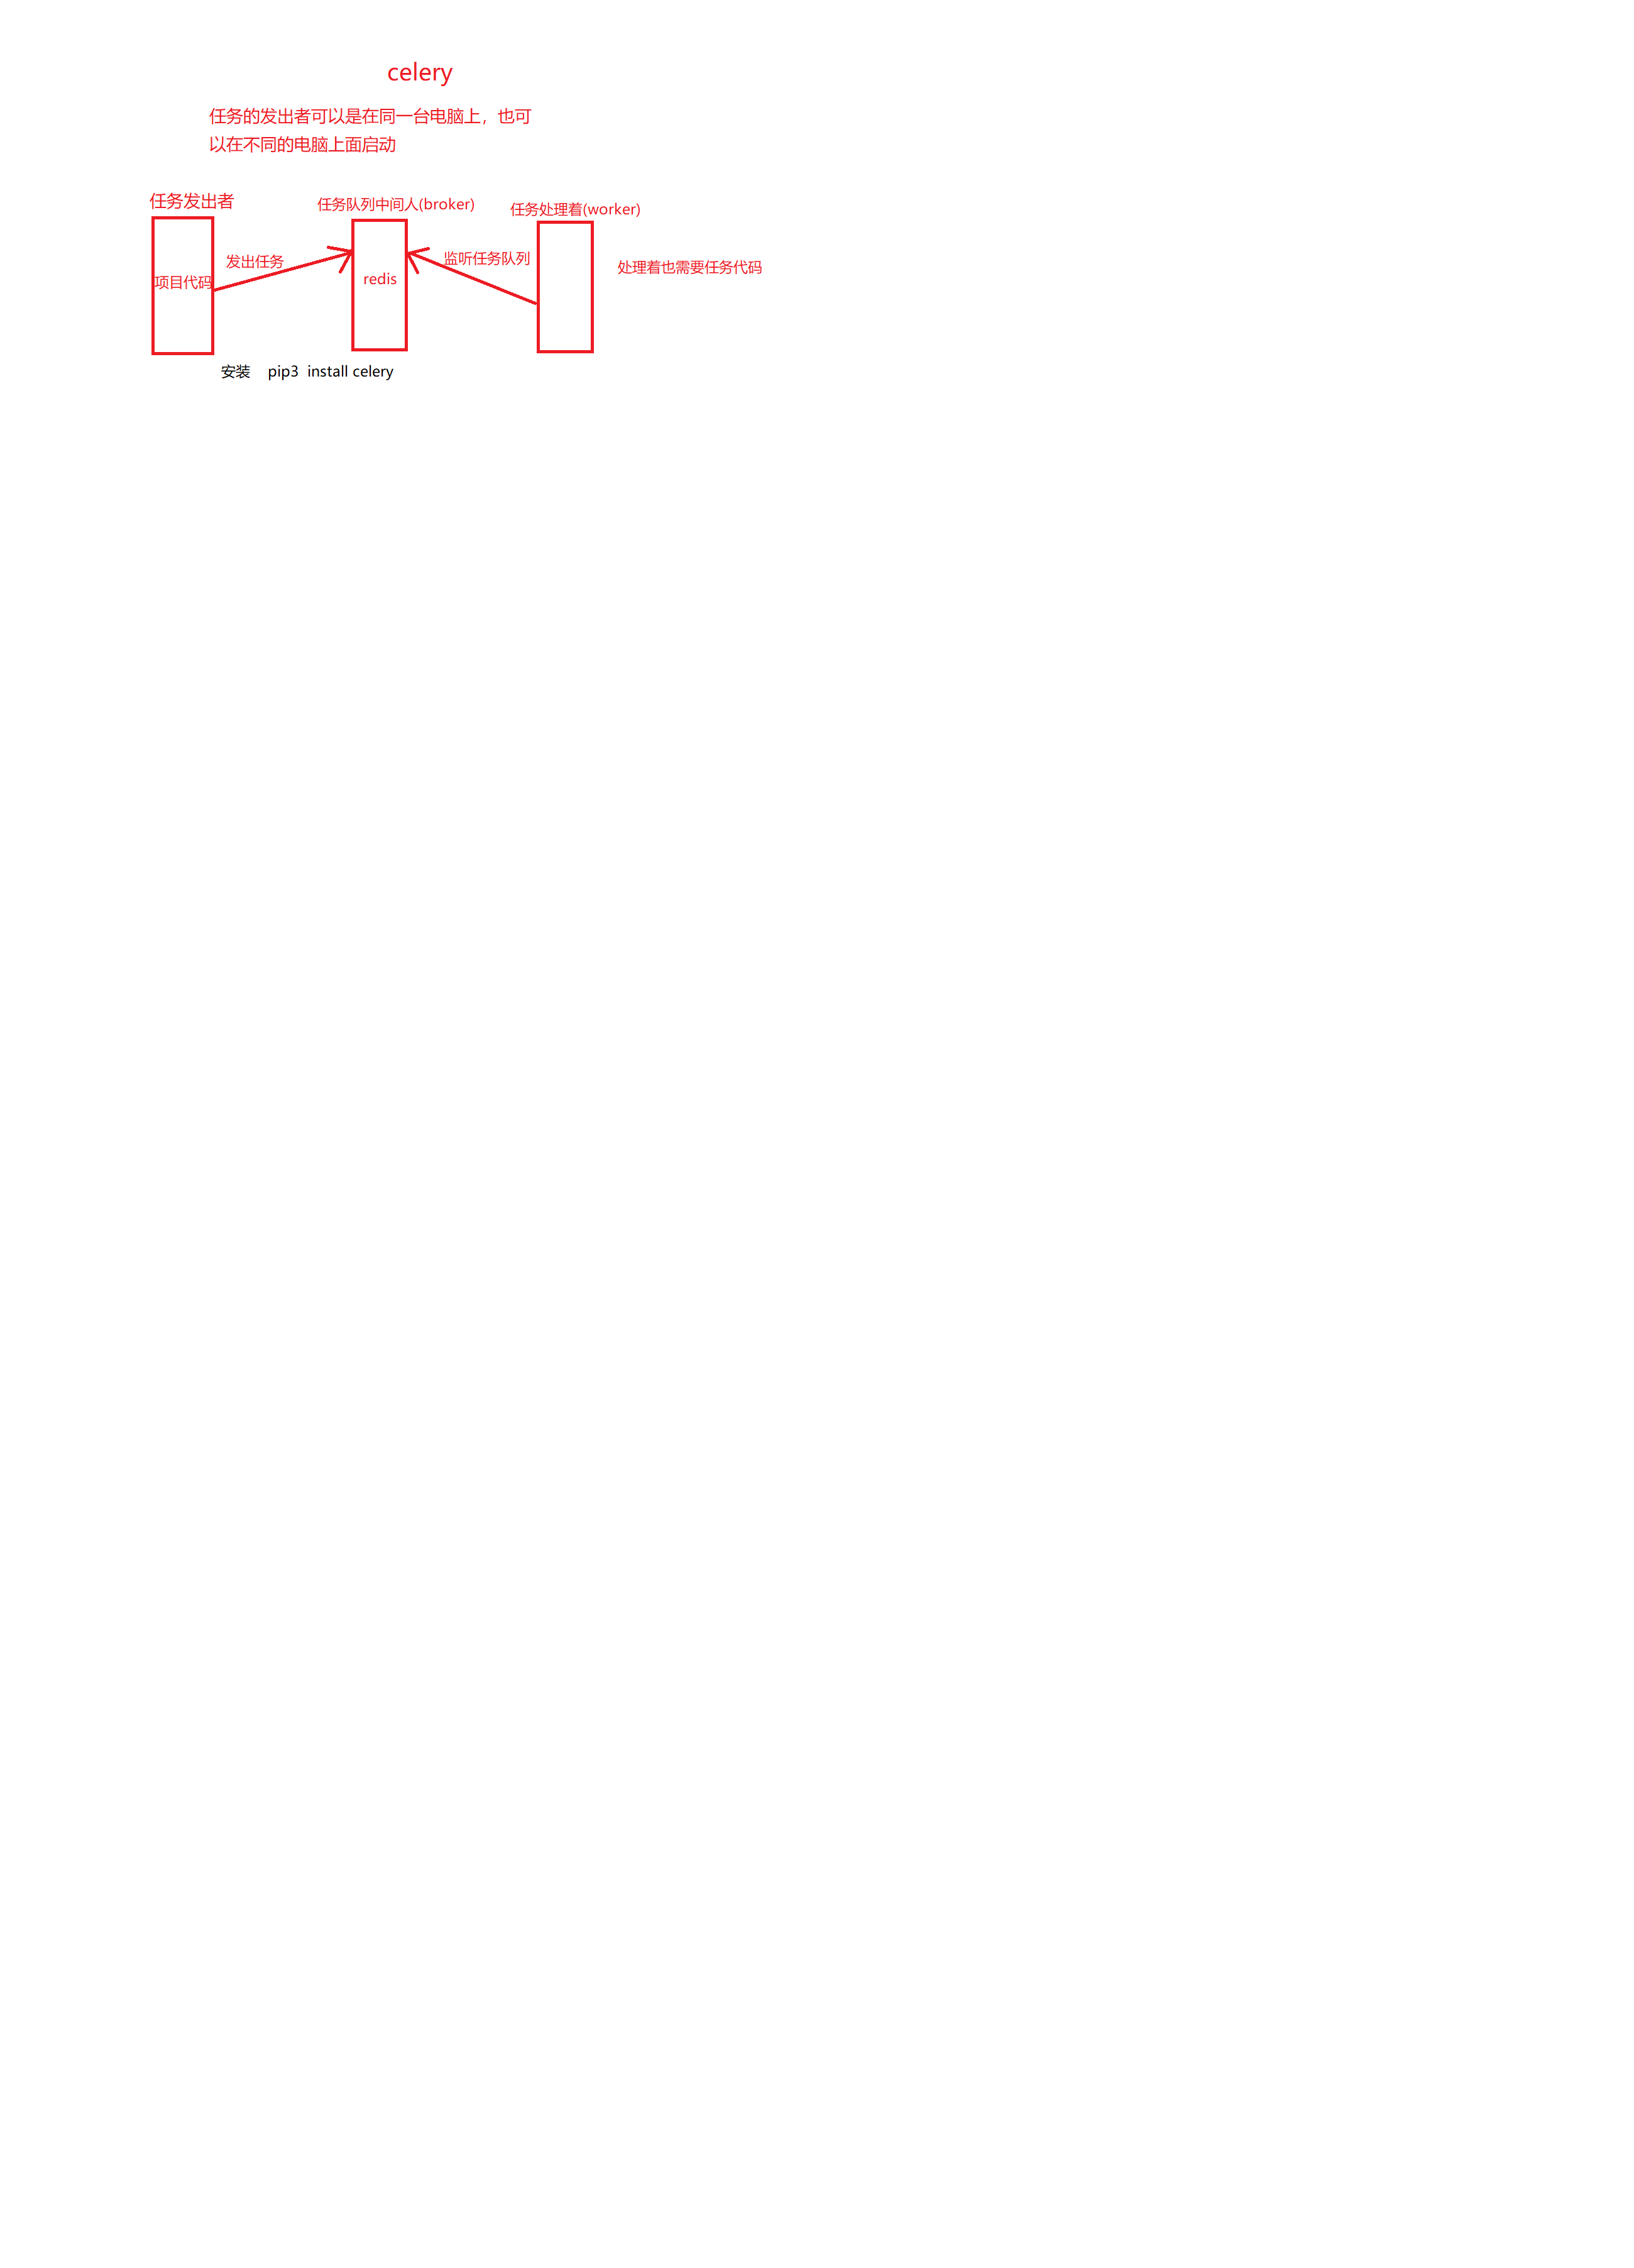 celery
任务的发出者可以是在同一台电脑上，也可
以在不同的电脑上面启动
任务发出者
任务队列中间人(broker)
任务处理着(worker)
发出任务
监听任务队列
处理着也需要任务代码
项目代码
redis
安装    pip3  install celery